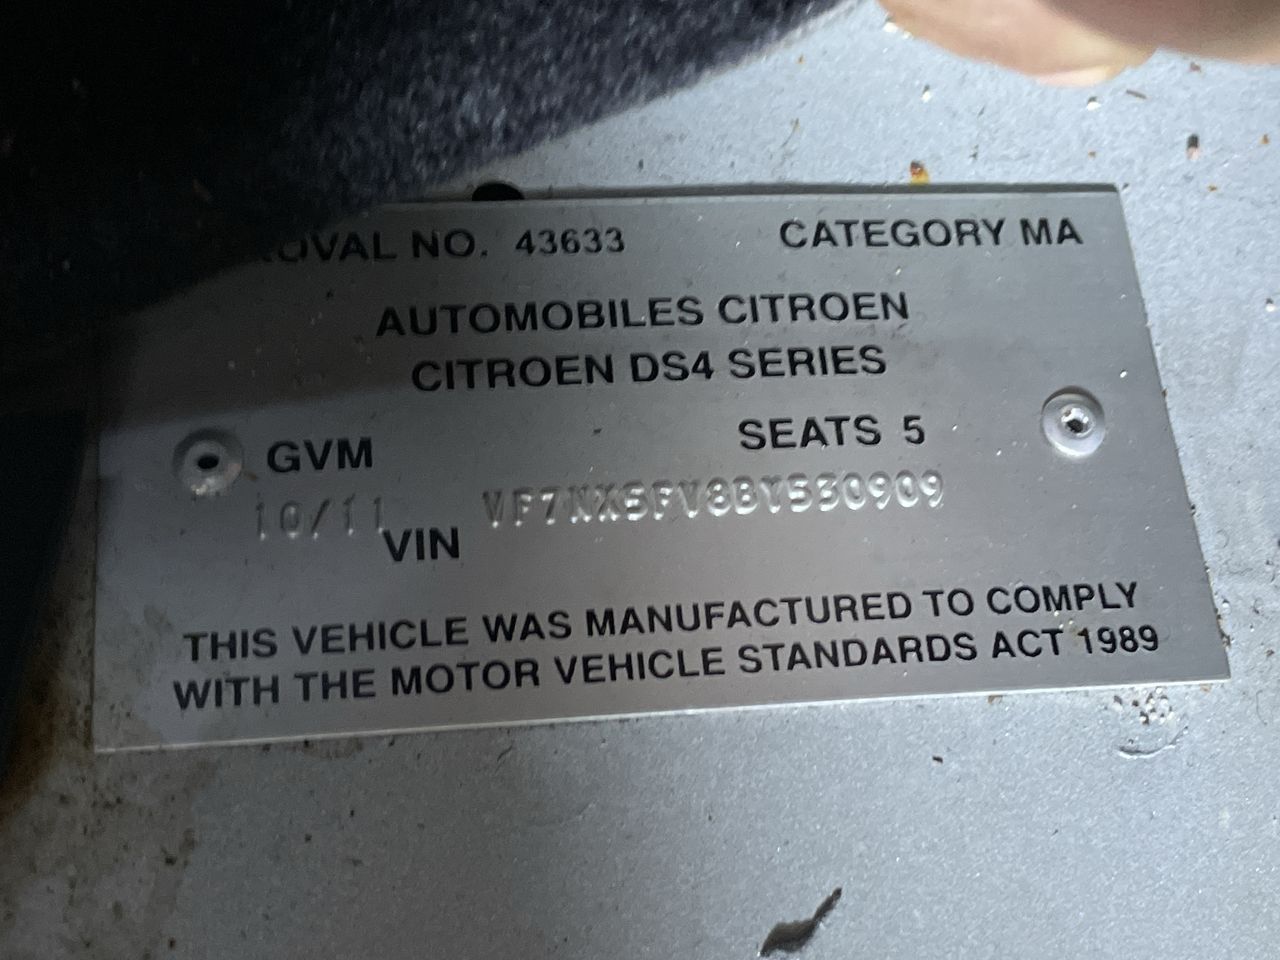 OVAL NO. 43633 CATEGORY MA
AUTOMOBILES CITROEN
CITROEN DS4 SERIES
GVM SEATS 5
10/11 VIN VF7NX5FV8BY530909
THIS VEHICLE WAS MANUFACTURED TO COMPLY
WITH THE MOTOR VEHICLE STANDARDS ACT 1989